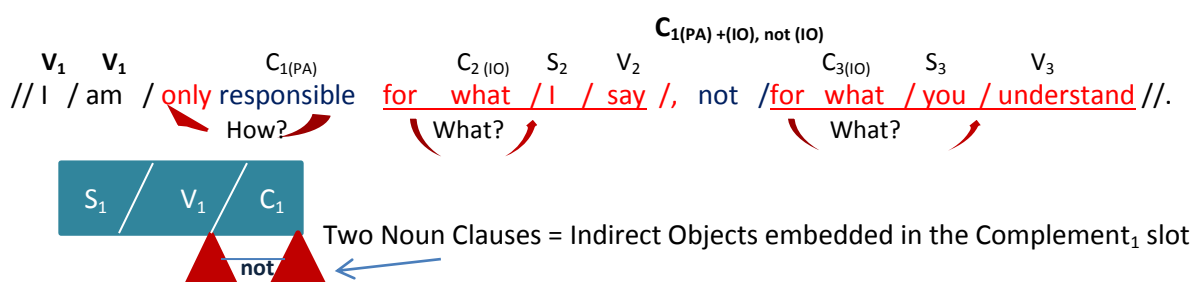 C1(PA) +(IO), not (IO)
V1 V1 C1(PA) C2 (IO) S2 V2 C3(IO) S3 V3
// I / am / only responsible for what / I / say /, not /for what / you / understand //.
How? What? What?
S1 / V1 / C1
Two Noun Clauses = Indirect Objects embedded in the Complement1 slot
not